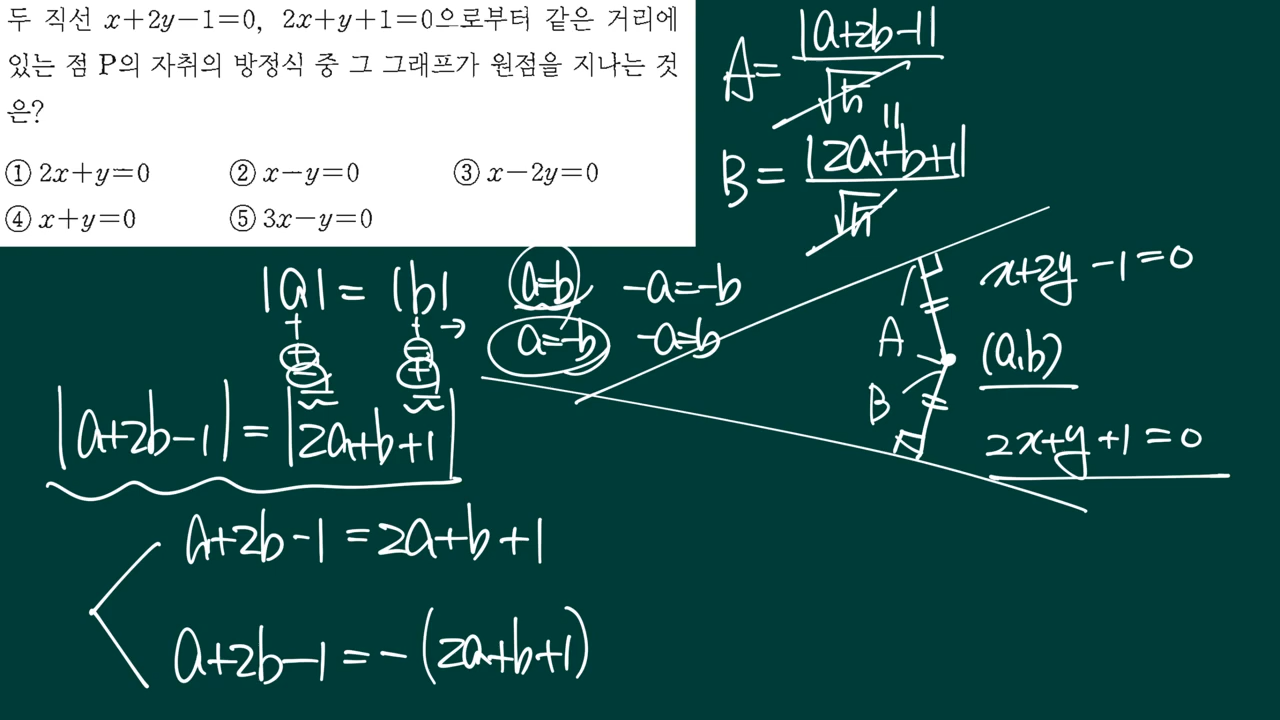 두 직선 x+2y-1=0, 2x+y+1=0으로부터 같은 거리에
있는 점 P의 자취의 방정식 중 그 그래프가 원점을 지나는 것
은?
① 2x+y=0 ② x-y=0 ③ x-2y=0
④ x+y=0 ⑤ 3x-y=0
A= |a+2b-1| / √5
=
B= |2a+b+1| / √5
|a| = |b| a=b -a=-b
+ + → a=-b -a=b
+ -
- +
|a+2b-1| = |2a+b+1|
a+2b-1 = 2a+b+1
a+2b-1 = -(2a+b+1)
x+2y-1=0
A
(a,b)
B
2x+y+1=0